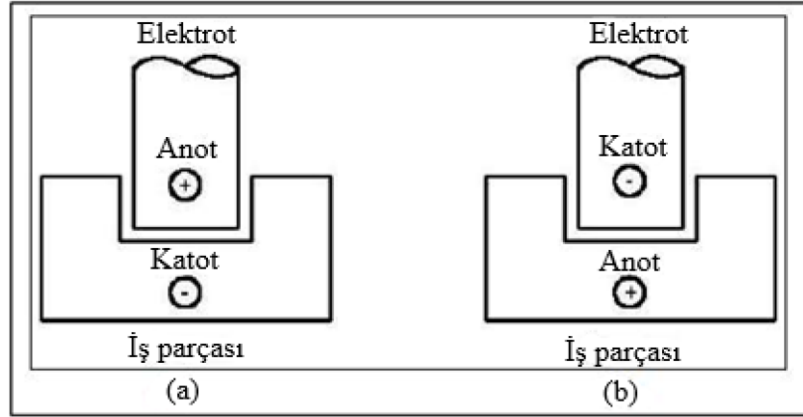 Elektrot
Anot
+
Katot
-
İş parçası
(a)
Elektrot
Katot
-
Anot
+
İş parçası
(b)